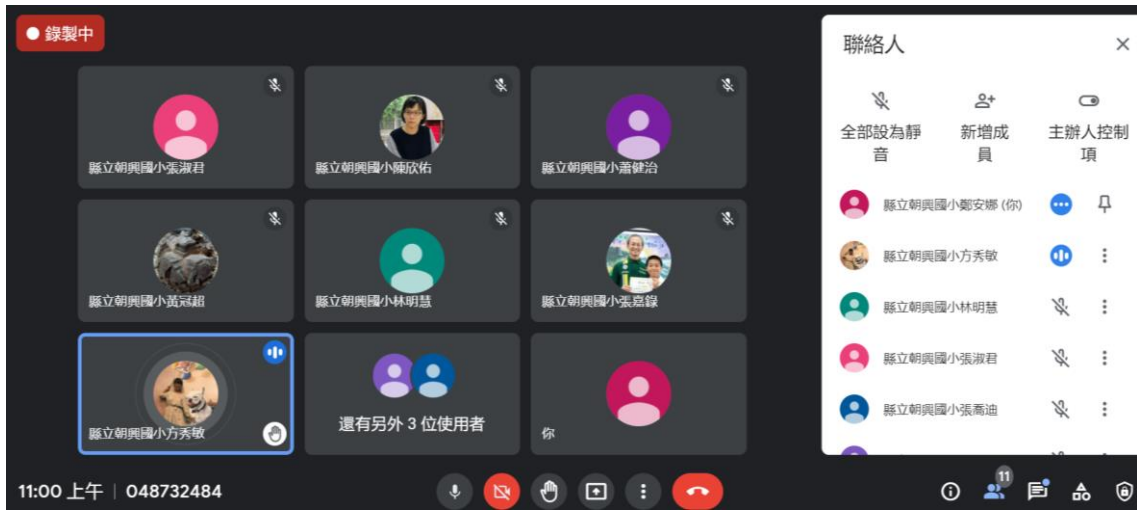 錄製中
縣立朝興國小張淑君
縣立朝興國小陳欣佑
縣立朝興國小蕭健治
縣立朝興國小黃冠超
縣立朝興國小林明慧
縣立朝興國小張嘉錄
縣立朝興國小方秀敏
還有另外 3 位使用者
你
11:00 上午 | 048732484
聯絡人
全部設為靜
音
新增成
員
主辦人控制
項
縣立朝興國小鄭安娜 (你)
縣立朝興國小方秀敏
縣立朝興國小林明慧
縣立朝興國小張淑君
縣立朝興國小張喬迪
11